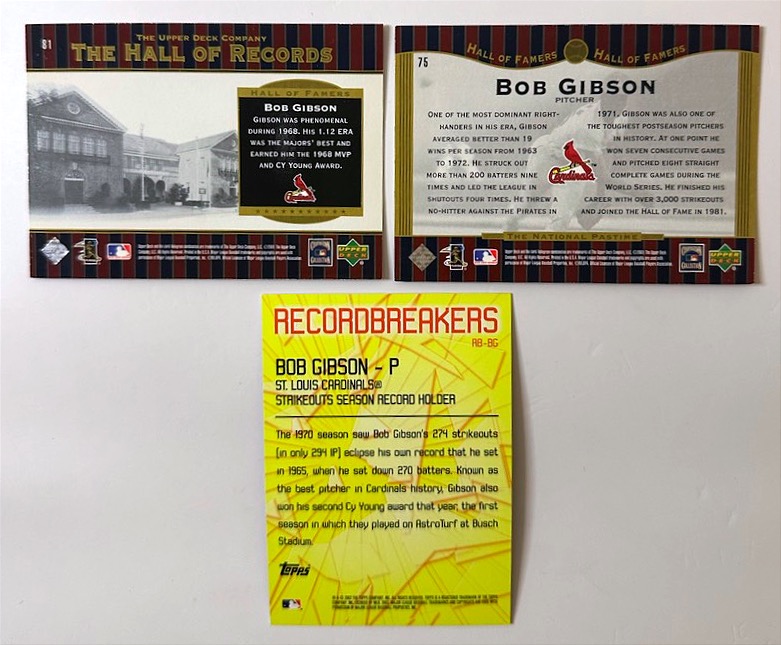 81
THE UPPER DECK COMPANY
THE HALL OF RECORDS
HALL OF FAMERS
BOB GIBSON
GIBSON WAS PHENOMENAL
DURING 1968. HIS 1.12 ERA
WAS THE MAJORS' BEST AND
EARNED HIM THE 1968 MVP
AND CY YOUNG AWARD.
Cardinals
UPPER
DECK
75
HALL OF FAMERS HALL OF FAMERS
BOB GIBSON
PITCHER
ONE OF THE MOST DOMINANT RIGHT-
HANDERS IN HIS ERA, GIBSON
AVERAGED BETTER THAN 19
WINS PER SEASON FROM 1963
TO 1972. HE STRUCK OUT
MORE THAN 200 BATTERS NINE
TIMES AND LED THE LEAGUE IN
SHUTOUTS FOUR TIMES. HE THREW A
NO-HITTER AGAINST THE PIRATES IN
1971. GIBSON WAS ALSO ONE OF
THE TOUGHEST POSTSEASON PITCHERS
IN HISTORY. AT ONE POINT HE
WON SEVEN CONSECUTIVE GAMES
AND PITCHED EIGHT STRAIGHT
COMPLETE GAMES DURING THE
WORLD SERIES. HE FINISHED HIS
CAREER WITH OVER 3,000 STRIKEOUTS
AND JOINED THE HALL OF FAME IN 1981.
Cardinals
THE NATIONAL PASTIME
UPPER
DECK
RECORDBREAKERS
RB-BG
BOB GIBSON - P
ST. LOUIS CARDINALS®
STRIKEOUTS SEASON RECORD HOLDER
The 1970 season saw Bob Gibson's 274 strikeouts
(in only 294 IP) eclipse his own record that he set
in 1965, when he sat down 270 batters. Known as
the best pitcher in Cardinals history, Gibson also
won his second Cy Young award that year, the first
season in which they played on AstroTurf at Busch
Stadium.
TOPPS